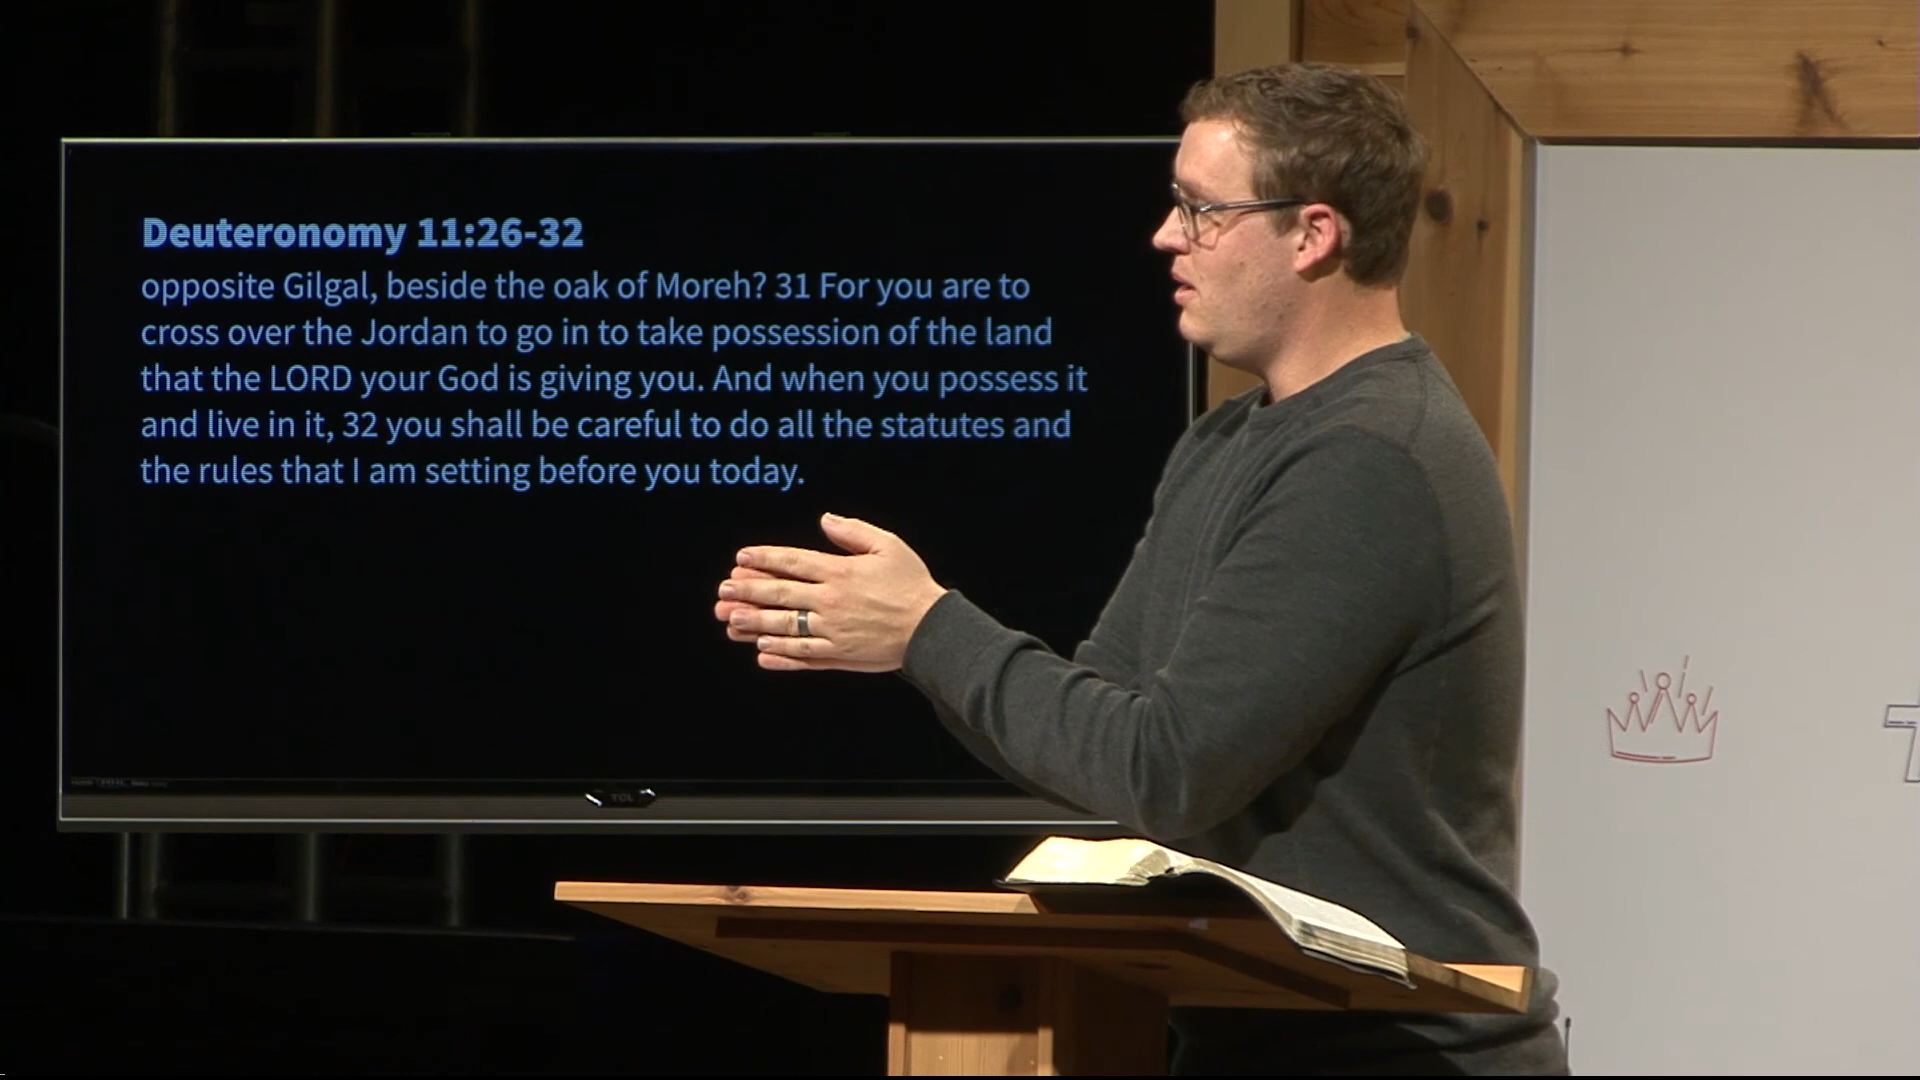 Deuteronomy 11:26-32
opposite Gilgal, beside the oak of Moreh? 31 For you are to
cross over the Jordan to go in to take possession of the land
that the LORD your God is giving you. And when you possess it
and live in it, 32 you shall be careful to do all the statutes and
the rules that I am setting before you today.
TCL